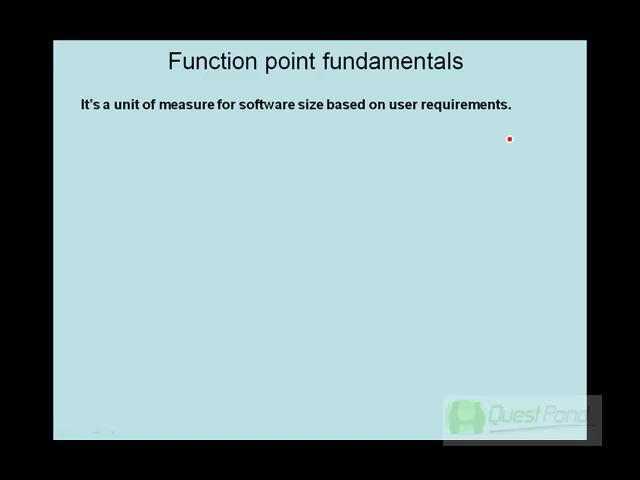 Function point fundamentals
It's a unit of measure for software size based on user requirements.
QuestPond